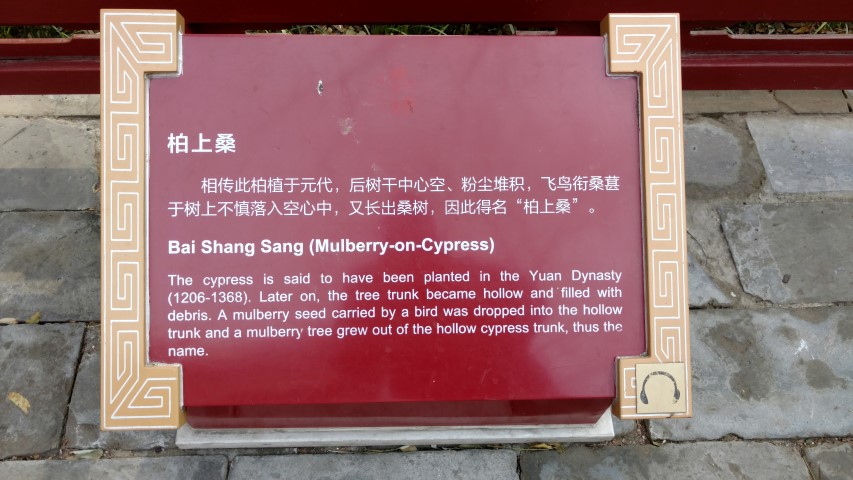 柏上桑
相传此柏植于元代，后树干中心空、粉尘堆积，飞鸟衔桑葚
于树上不慎落入空心中，又长出桑树，因此得名“柏上桑”。
Bai Shang Sang (Mulberry-on-Cypress)
The cypress is said to have been planted in the Yuan Dynasty
(1206-1368). Later on, the tree trunk became hollow and filled with
debris. A mulberry seed carried by a bird was dropped into the hollow
trunk and a mulberry tree grew out of the hollow cypress trunk, thus the
name.